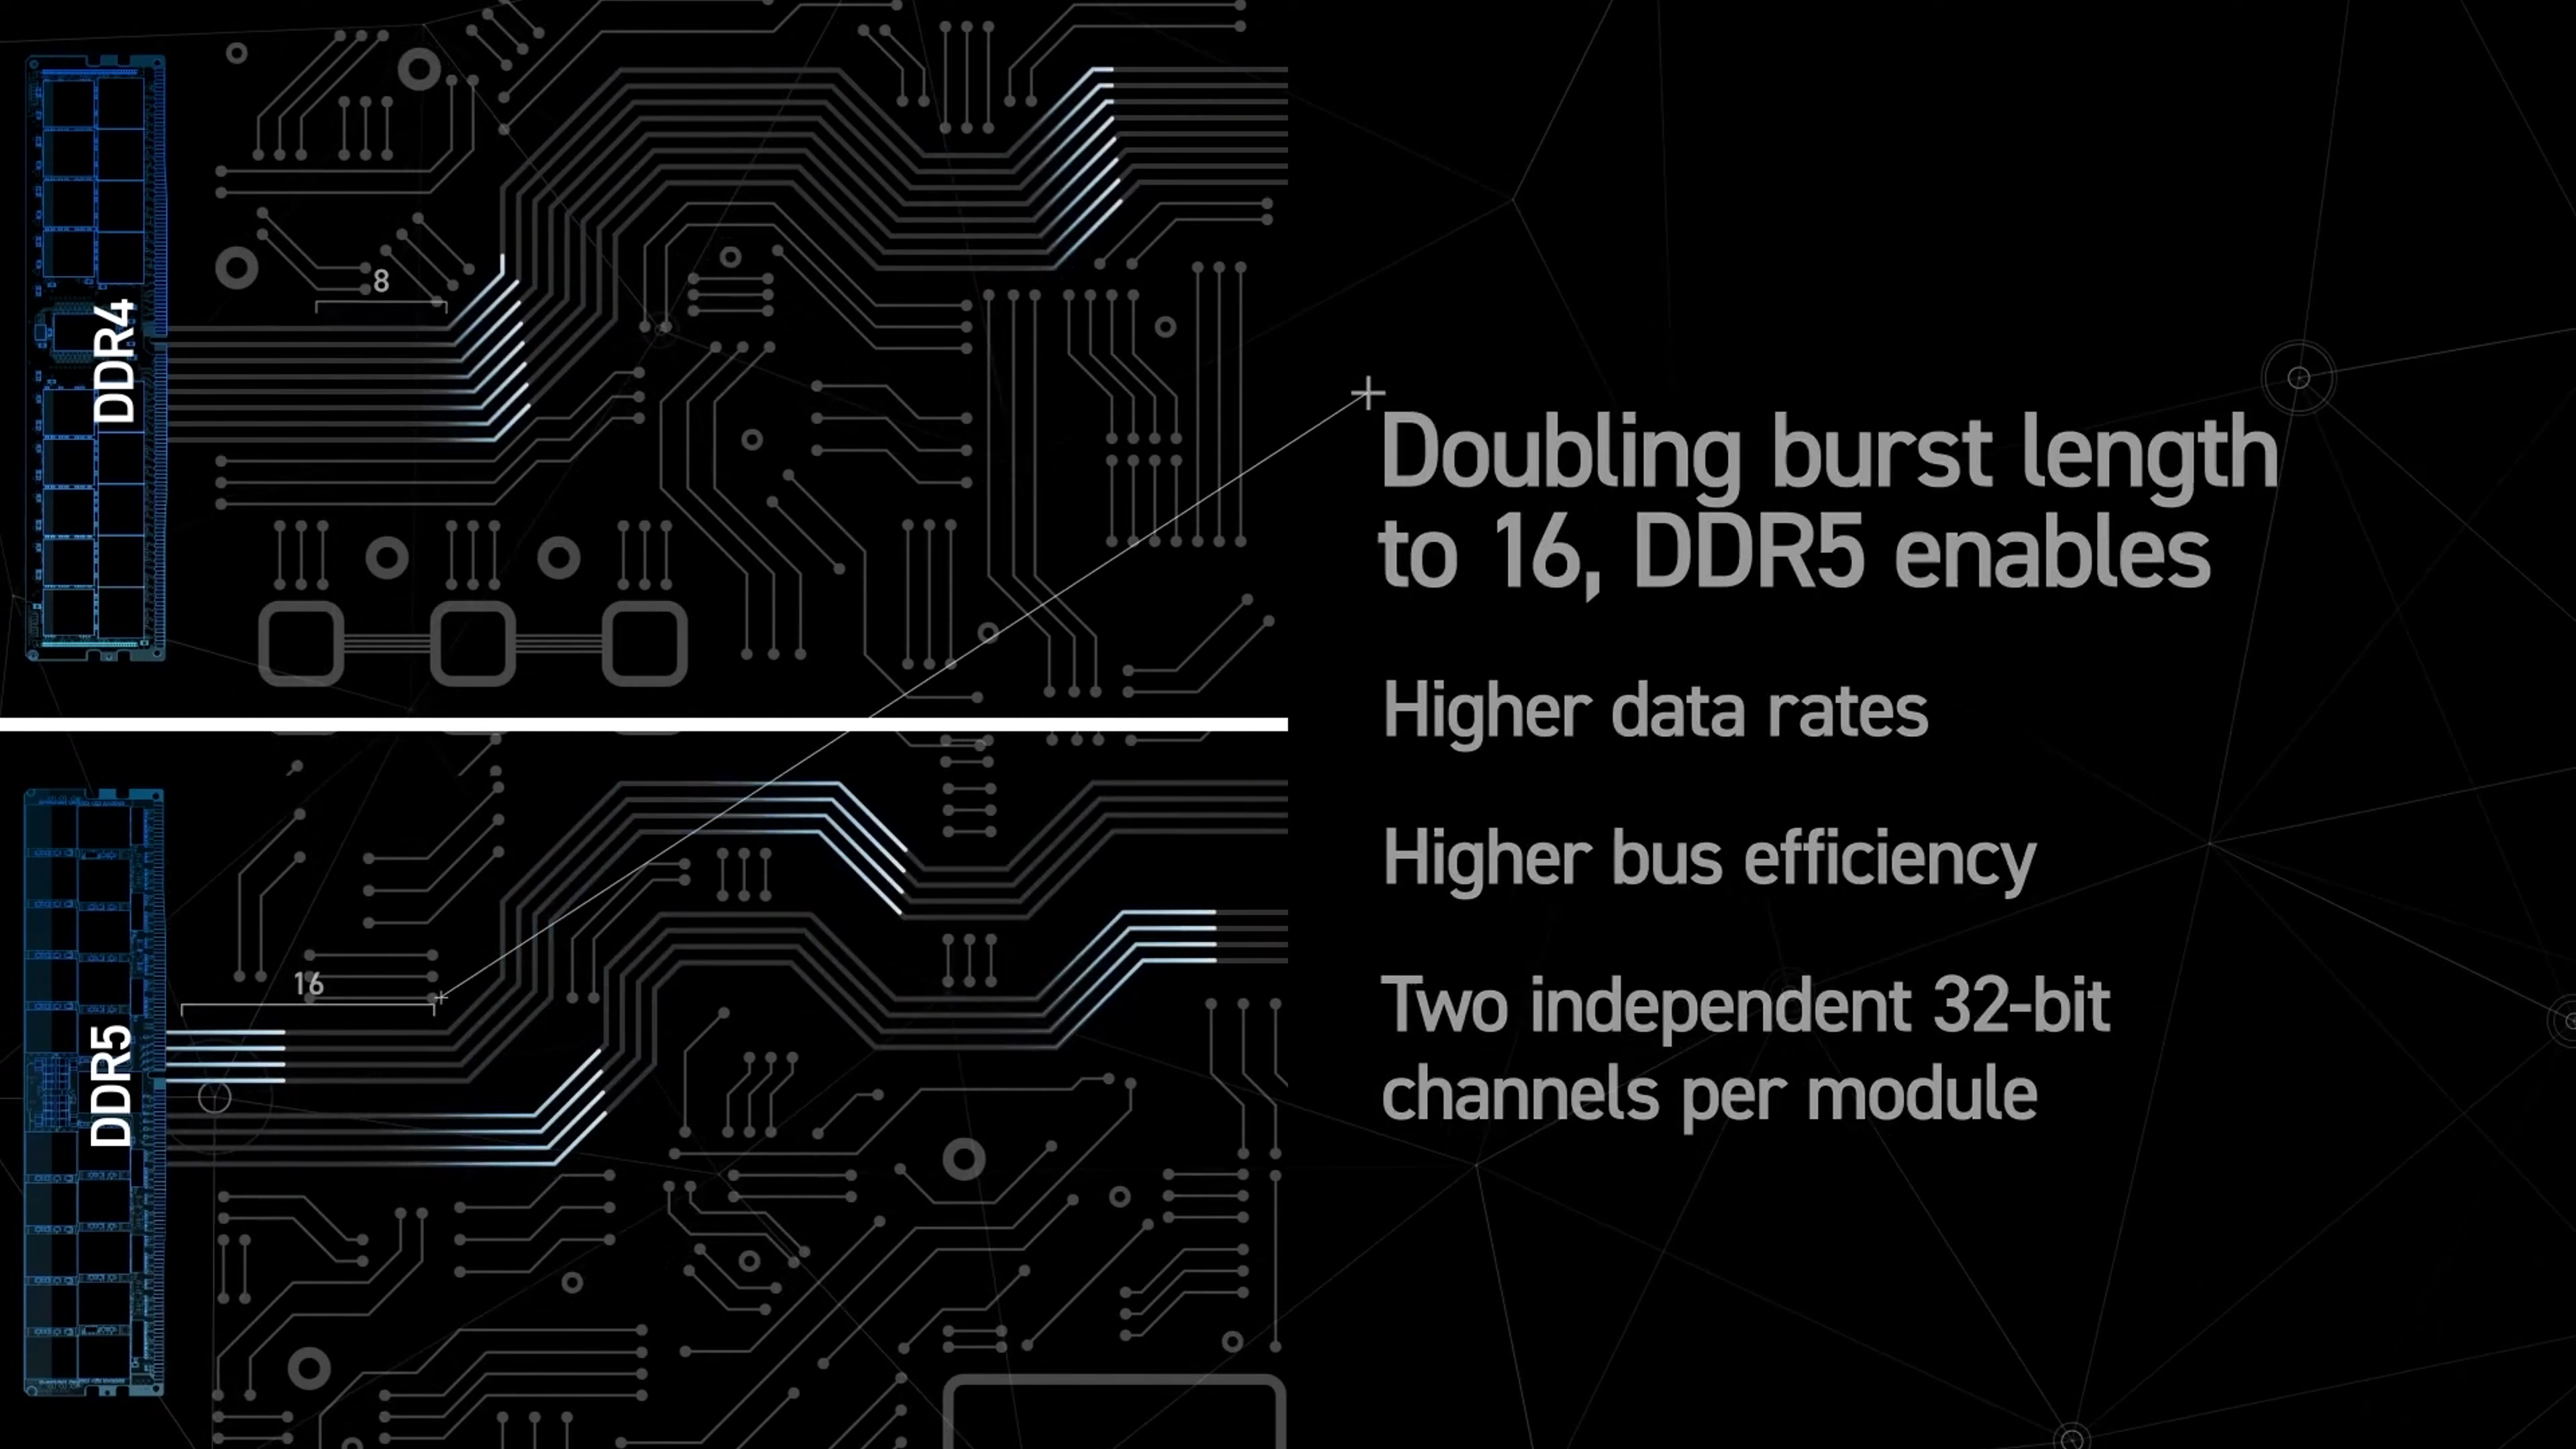 8
DDR4
16
DDR5
Doubling burst length
to 16, DDR5 enables
Higher data rates
Higher bus efficiency
Two independent 32-bit
channels per module